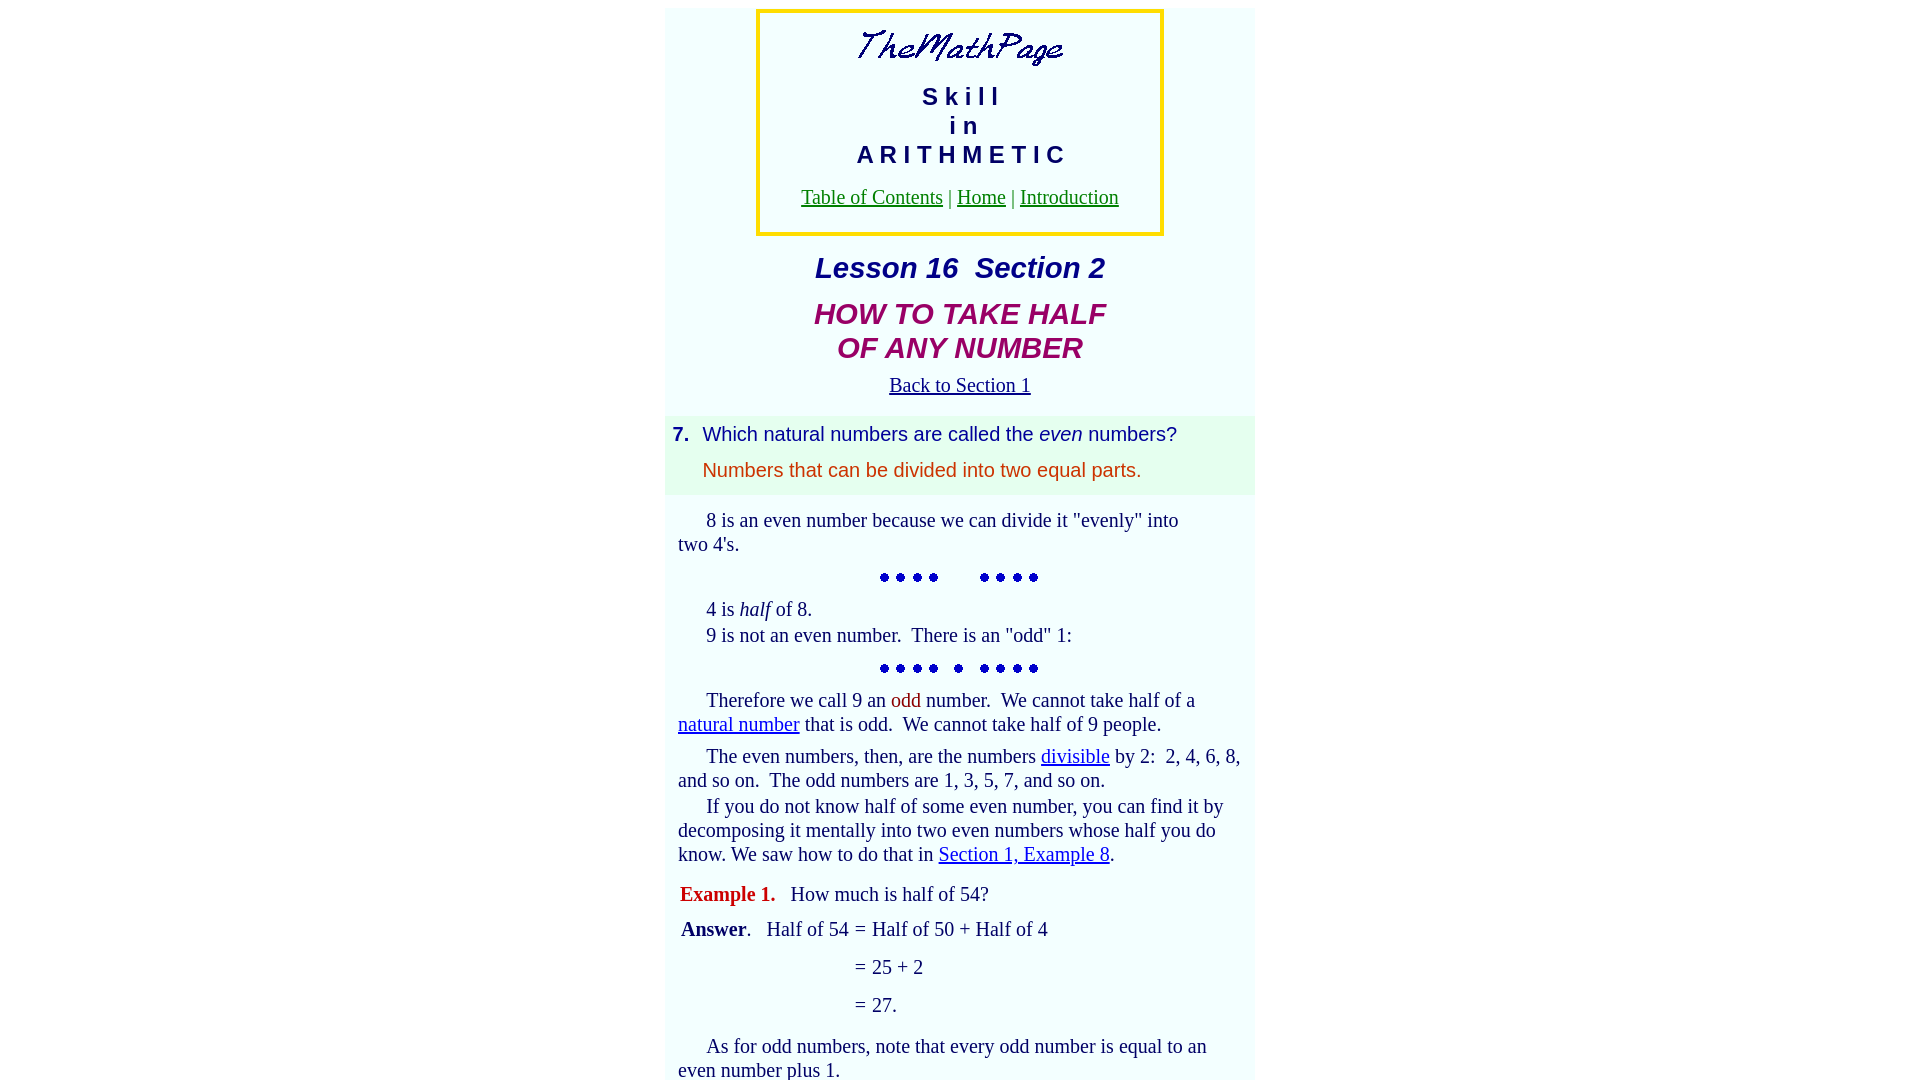 TheMathPage
S k i l l
i n
A R I T H M E T I C
Table of Contents | Home | Introduction
Lesson 16  Section 2
HOW TO TAKE HALF
OF ANY NUMBER
Back to Section 1
7. Which natural numbers are called the even numbers?
Numbers that can be divided into two equal parts.
8 is an even number because we can divide it "evenly" into
two 4's.
4 is half of 8.
9 is not an even number.  There is an "odd" 1:
Therefore we call 9 an odd number.  We cannot take half of a
natural number that is odd.  We cannot take half of 9 people.
The even numbers, then, are the numbers divisible by 2:  2, 4, 6, 8,
and so on.  The odd numbers are 1, 3, 5, 7, and so on.
If you do not know half of some even number, you can find it by
decomposing it mentally into two even numbers whose half you do
know. We saw how to do that in Section 1, Example 8.
Example 1.   How much is half of 54?
Answer.   Half of 54 = Half of 50 + Half of 4
= 25 + 2
= 27.
As for odd numbers, note that every odd number is equal to an
even number plus 1.